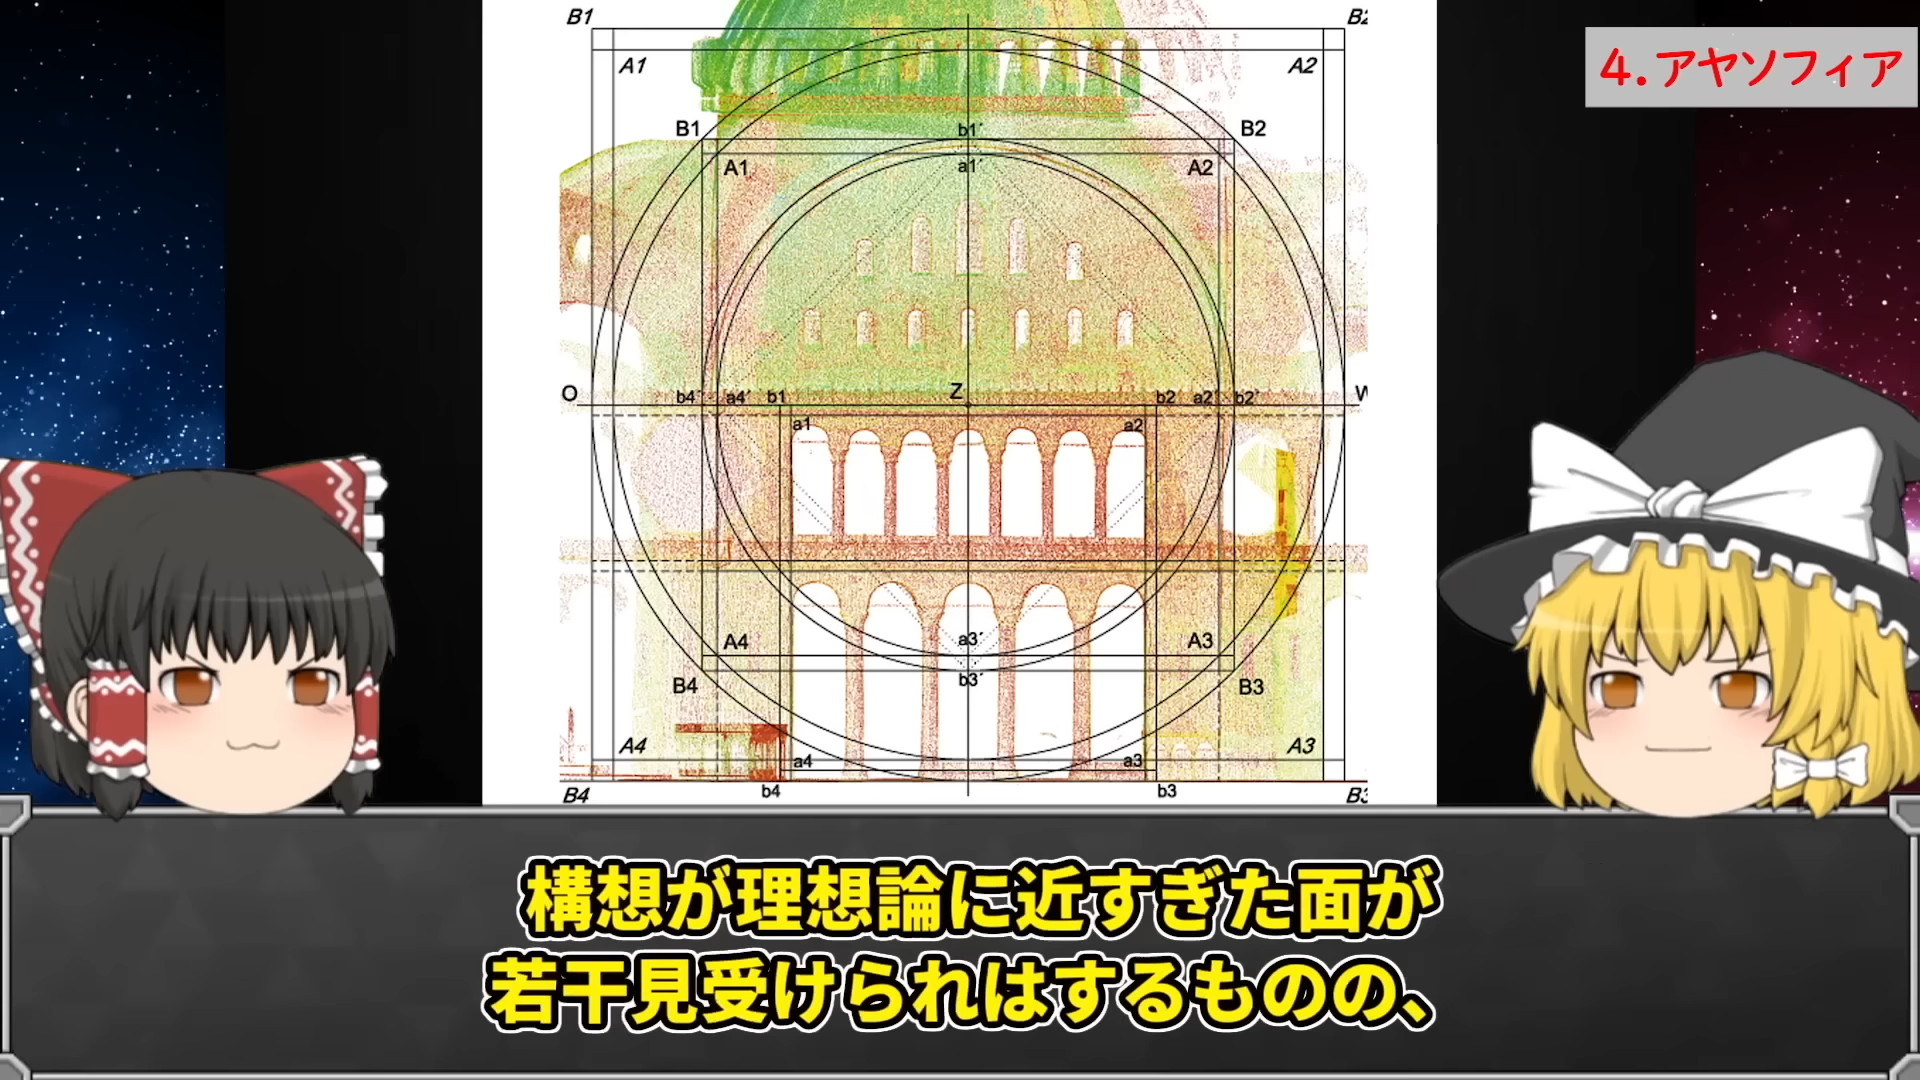 B1 B2
4.アヤソフィア
A1 A2
B1 b1´ B2
A1 a1´ A2
O b4´ a4´ b1 Z b2 a2´ b2´ W
a1 a2
A4 a3´ A3
B4 b3´ B3
A4 a4 a3 A3
B4 b4 b3 B3
構想が理想論に近すぎた面が
若干見受けられはするものの、